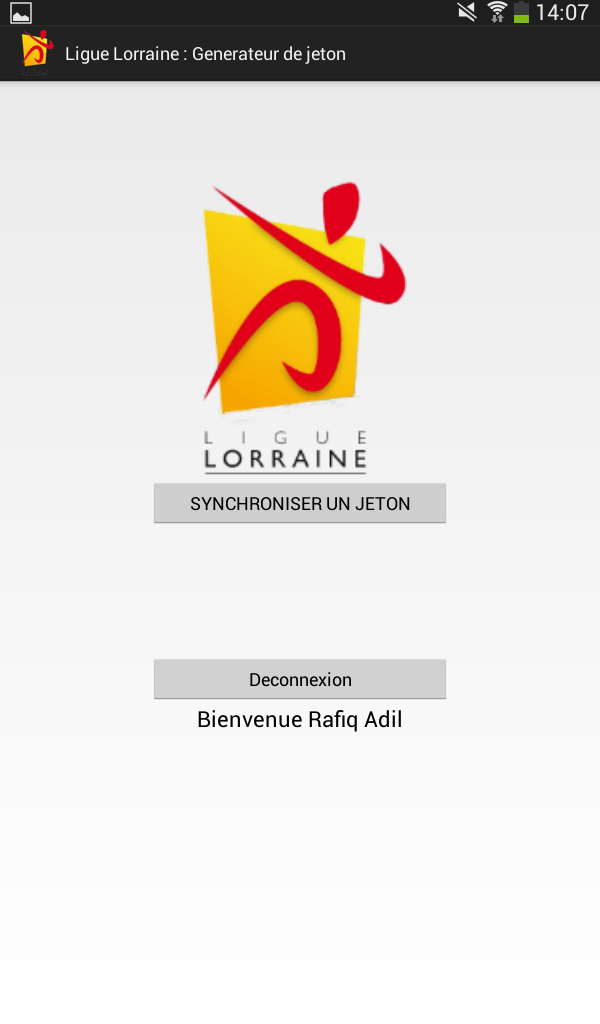 14:07
Ligue Lorraine : Generateur de jeton
LIGUE
LORRAINE
SYNCHRONISER UN JETON
Deconnexion
Bienvenue Rafiq Adil